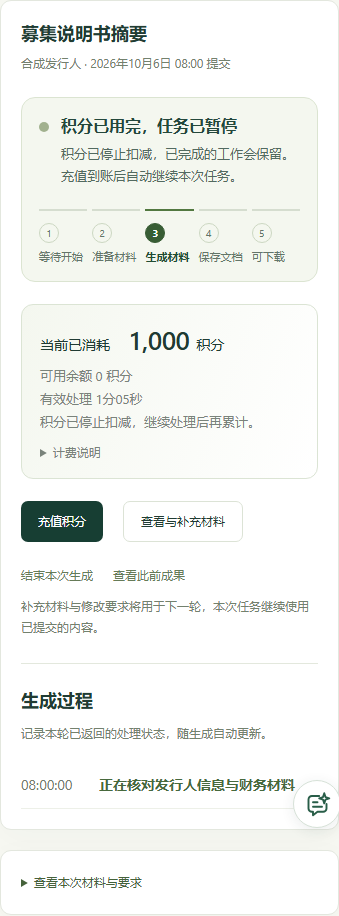 募集说明书摘要
合成发行人 · 2026年10月6日 08:00 提交
积分已用完，任务已暂停
积分已停止扣减，已完成的工作会保留。
充值到账后自动继续本次任务。
1 2 3 4 5
等待开始 准备材料 生成材料 保存文档 可下载
当前已消耗 1,000 积分
可用余额 0 积分
有效处理 1分05秒
积分已停止扣减，继续处理后再累计。
计费说明
充值积分 查看与补充材料
结束本次生成 查看此前成果
补充材料与修改要求将用于下一轮，本次任务继续使用
已提交的内容。
生成过程
记录本轮已返回的处理状态，随生成自动更新。
08:00:00 正在核对发行人信息与财务材料
查看本次材料与要求